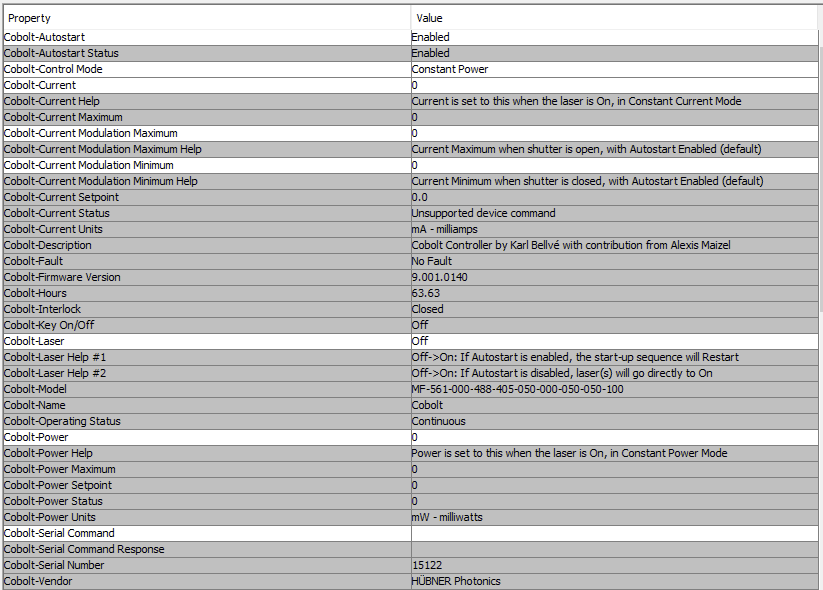 Property Value
Cobolt-Autostart Enabled
Cobolt-Autostart Status Enabled
Cobolt-Control Mode Constant Power
Cobolt-Current 0
Cobolt-Current Help Current is set to this when the laser is On, in Constant Current Mode
Cobolt-Current Maximum 0
Cobolt-Current Modulation Maximum 0
Cobolt-Current Modulation Maximum Help Current Maximum when shutter is open, with Autostart Enabled (default)
Cobolt-Current Modulation Minimum 0
Cobolt-Current Modulation Minimum Help Current Minimum when shutter is closed, with Autostart Enabled (default)
Cobolt-Current Setpoint 0.0
Cobolt-Current Status Unsupported device command
Cobolt-Current Units mA - milliamps
Cobolt-Description Cobolt Controller by Karl Bellvé with contribution from Alexis Maizel
Cobolt-Fault No Fault
Cobolt-Firmware Version 9.001.0140
Cobolt-Hours 63.63
Cobolt-Interlock Closed
Cobolt-Key On/Off Off
Cobolt-Laser Off
Cobolt-Laser Help #1 Off->On: If Autostart is enabled, the start-up sequence will Restart
Cobolt-Laser Help #2 Off->On: If Autostart is disabled, laser(s) will go directly to On
Cobolt-Model MF-561-000-488-405-050-000-050-050-100
Cobolt-Name Cobolt
Cobolt-Operating Status Continuous
Cobolt-Power 0
Cobolt-Power Help Power is set to this when the laser is On, in Constant Power Mode
Cobolt-Power Maximum 0
Cobolt-Power Setpoint 0
Cobolt-Power Status 0
Cobolt-Power Units mW - milliwatts
Cobolt-Serial Command
Cobolt-Serial Command Response
Cobolt-Serial Number 15122
Cobolt-Vendor HÜBNER Photonics